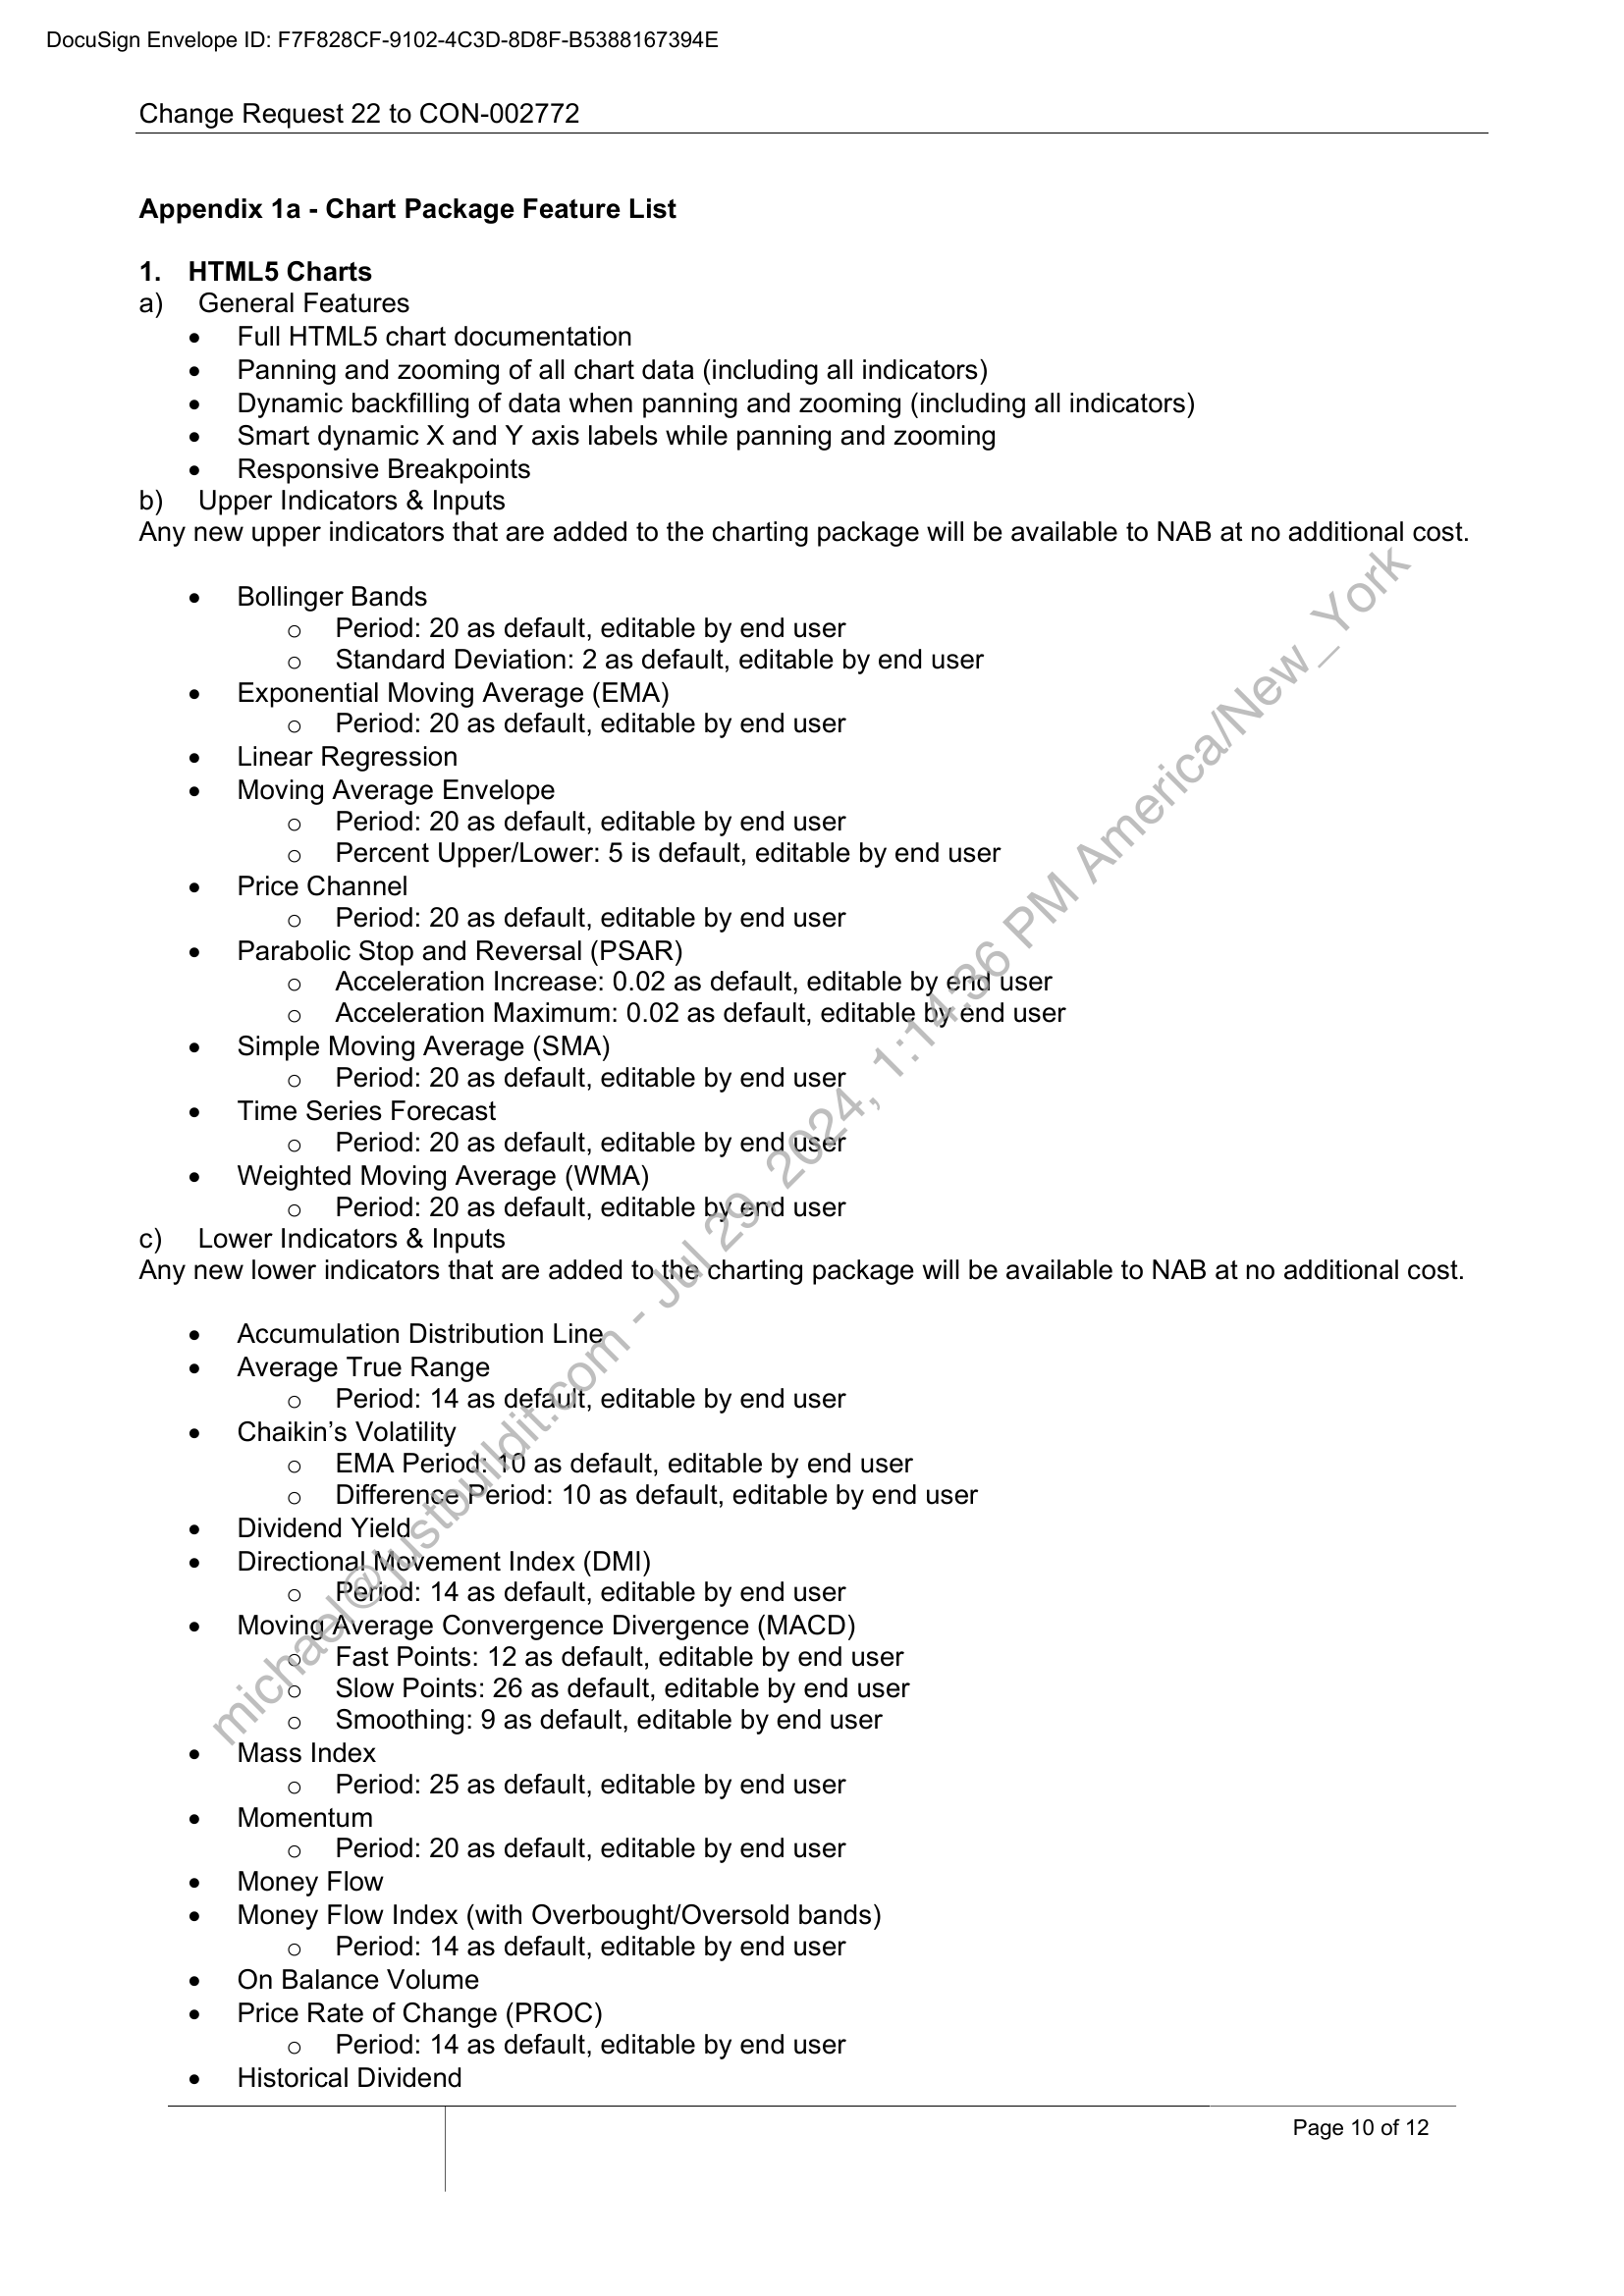 DocuSign Envelope ID: F7F828CF-9102-4C3D-8D8F-B5388167394E
Change Request 22 to CON-002772
Appendix 1a - Chart Package Feature List
1. HTML5 Charts
a) General Features
• Full HTML5 chart documentation
• Panning and zooming of all chart data (including all indicators)
• Dynamic backfilling of data when panning and zooming (including all indicators)
• Smart dynamic X and Y axis labels while panning and zooming
• Responsive Breakpoints
b) Upper Indicators & Inputs
Any new upper indicators that are added to the charting package will be available to NAB at no additional cost.
• Bollinger Bands
o Period: 20 as default, editable by end user
o Standard Deviation: 2 as default, editable by end user
• Exponential Moving Average (EMA)
o Period: 20 as default, editable by end user
• Linear Regression
• Moving Average Envelope
o Period: 20 as default, editable by end user
o Percent Upper/Lower: 5 is default, editable by end user
• Price Channel
o Period: 20 as default, editable by end user
• Parabolic Stop and Reversal (PSAR)
o Acceleration Increase: 0.02 as default, editable by end user
o Acceleration Maximum: 0.02 as default, editable by end user
• Simple Moving Average (SMA)
o Period: 20 as default, editable by end user
• Time Series Forecast
o Period: 20 as default, editable by end user
• Weighted Moving Average (WMA)
o Period: 20 as default, editable by end user
c) Lower Indicators & Inputs
Any new lower indicators that are added to the charting package will be available to NAB at no additional cost.
• Accumulation Distribution Line
• Average True Range
o Period: 14 as default, editable by end user
• Chaikin’s Volatility
o EMA Period: 10 as default, editable by end user
o Difference Period: 10 as default, editable by end user
• Dividend Yield
• Directional Movement Index (DMI)
o Period: 14 as default, editable by end user
• Moving Average Convergence Divergence (MACD)
o Fast Points: 12 as default, editable by end user
o Slow Points: 26 as default, editable by end user
o Smoothing: 9 as default, editable by end user
• Mass Index
o Period: 25 as default, editable by end user
• Momentum
o Period: 20 as default, editable by end user
• Money Flow
• Money Flow Index (with Overbought/Oversold bands)
o Period: 14 as default, editable by end user
• On Balance Volume
• Price Rate of Change (PROC)
o Period: 14 as default, editable by end user
• Historical Dividend
Page 10 of 12
michael@justbuildit.com - Jul 29, 2024, 1:14:36 PM America/New_York